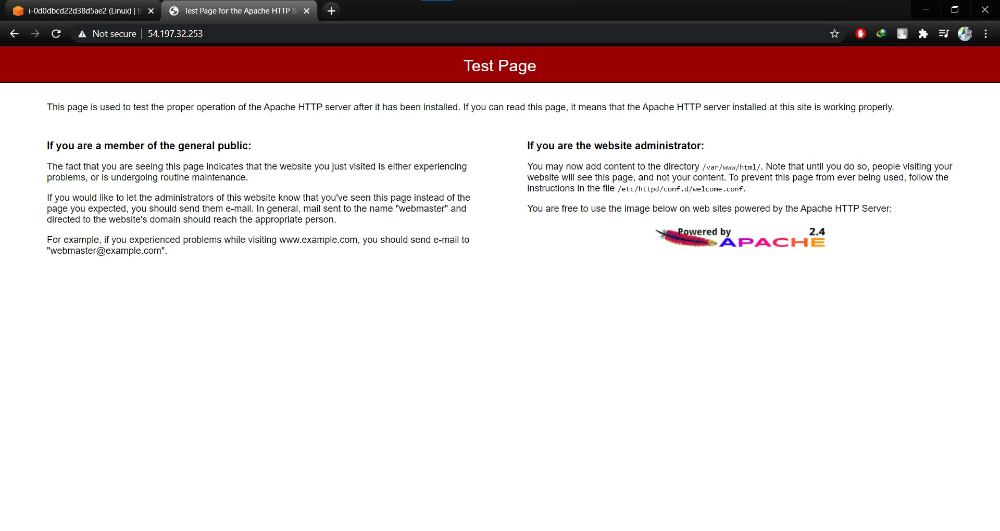 i-0d0dbcd22d38d5ae2 (Linux) | E
Test Page for the Apache HTTP S
Not secure | 54.197.32.253
Test Page
This page is used to test the proper operation of the Apache HTTP server after it has been installed. If you can read this page, it means that the Apache HTTP server installed at this site is working properly.
If you are a member of the general public:
The fact that you are seeing this page indicates that the website you just visited is either experiencing
problems, or is undergoing routine maintenance.
If you would like to let the administrators of this website know that you've seen this page instead of the
page you expected, you should send them e-mail. In general, mail sent to the name "webmaster" and
directed to the website's domain should reach the appropriate person.
For example, if you experienced problems while visiting www.example.com, you should send e-mail to
"webmaster@example.com".
If you are the website administrator:
You may now add content to the directory /var/www/html/. Note that until you do so, people visiting your
website will see this page, and not your content. To prevent this page from ever being used, follow the
instructions in the file /etc/httpd/conf.d/welcome.conf.
You are free to use the image below on web sites powered by the Apache HTTP Server:
Powered by 2.4
APACHE